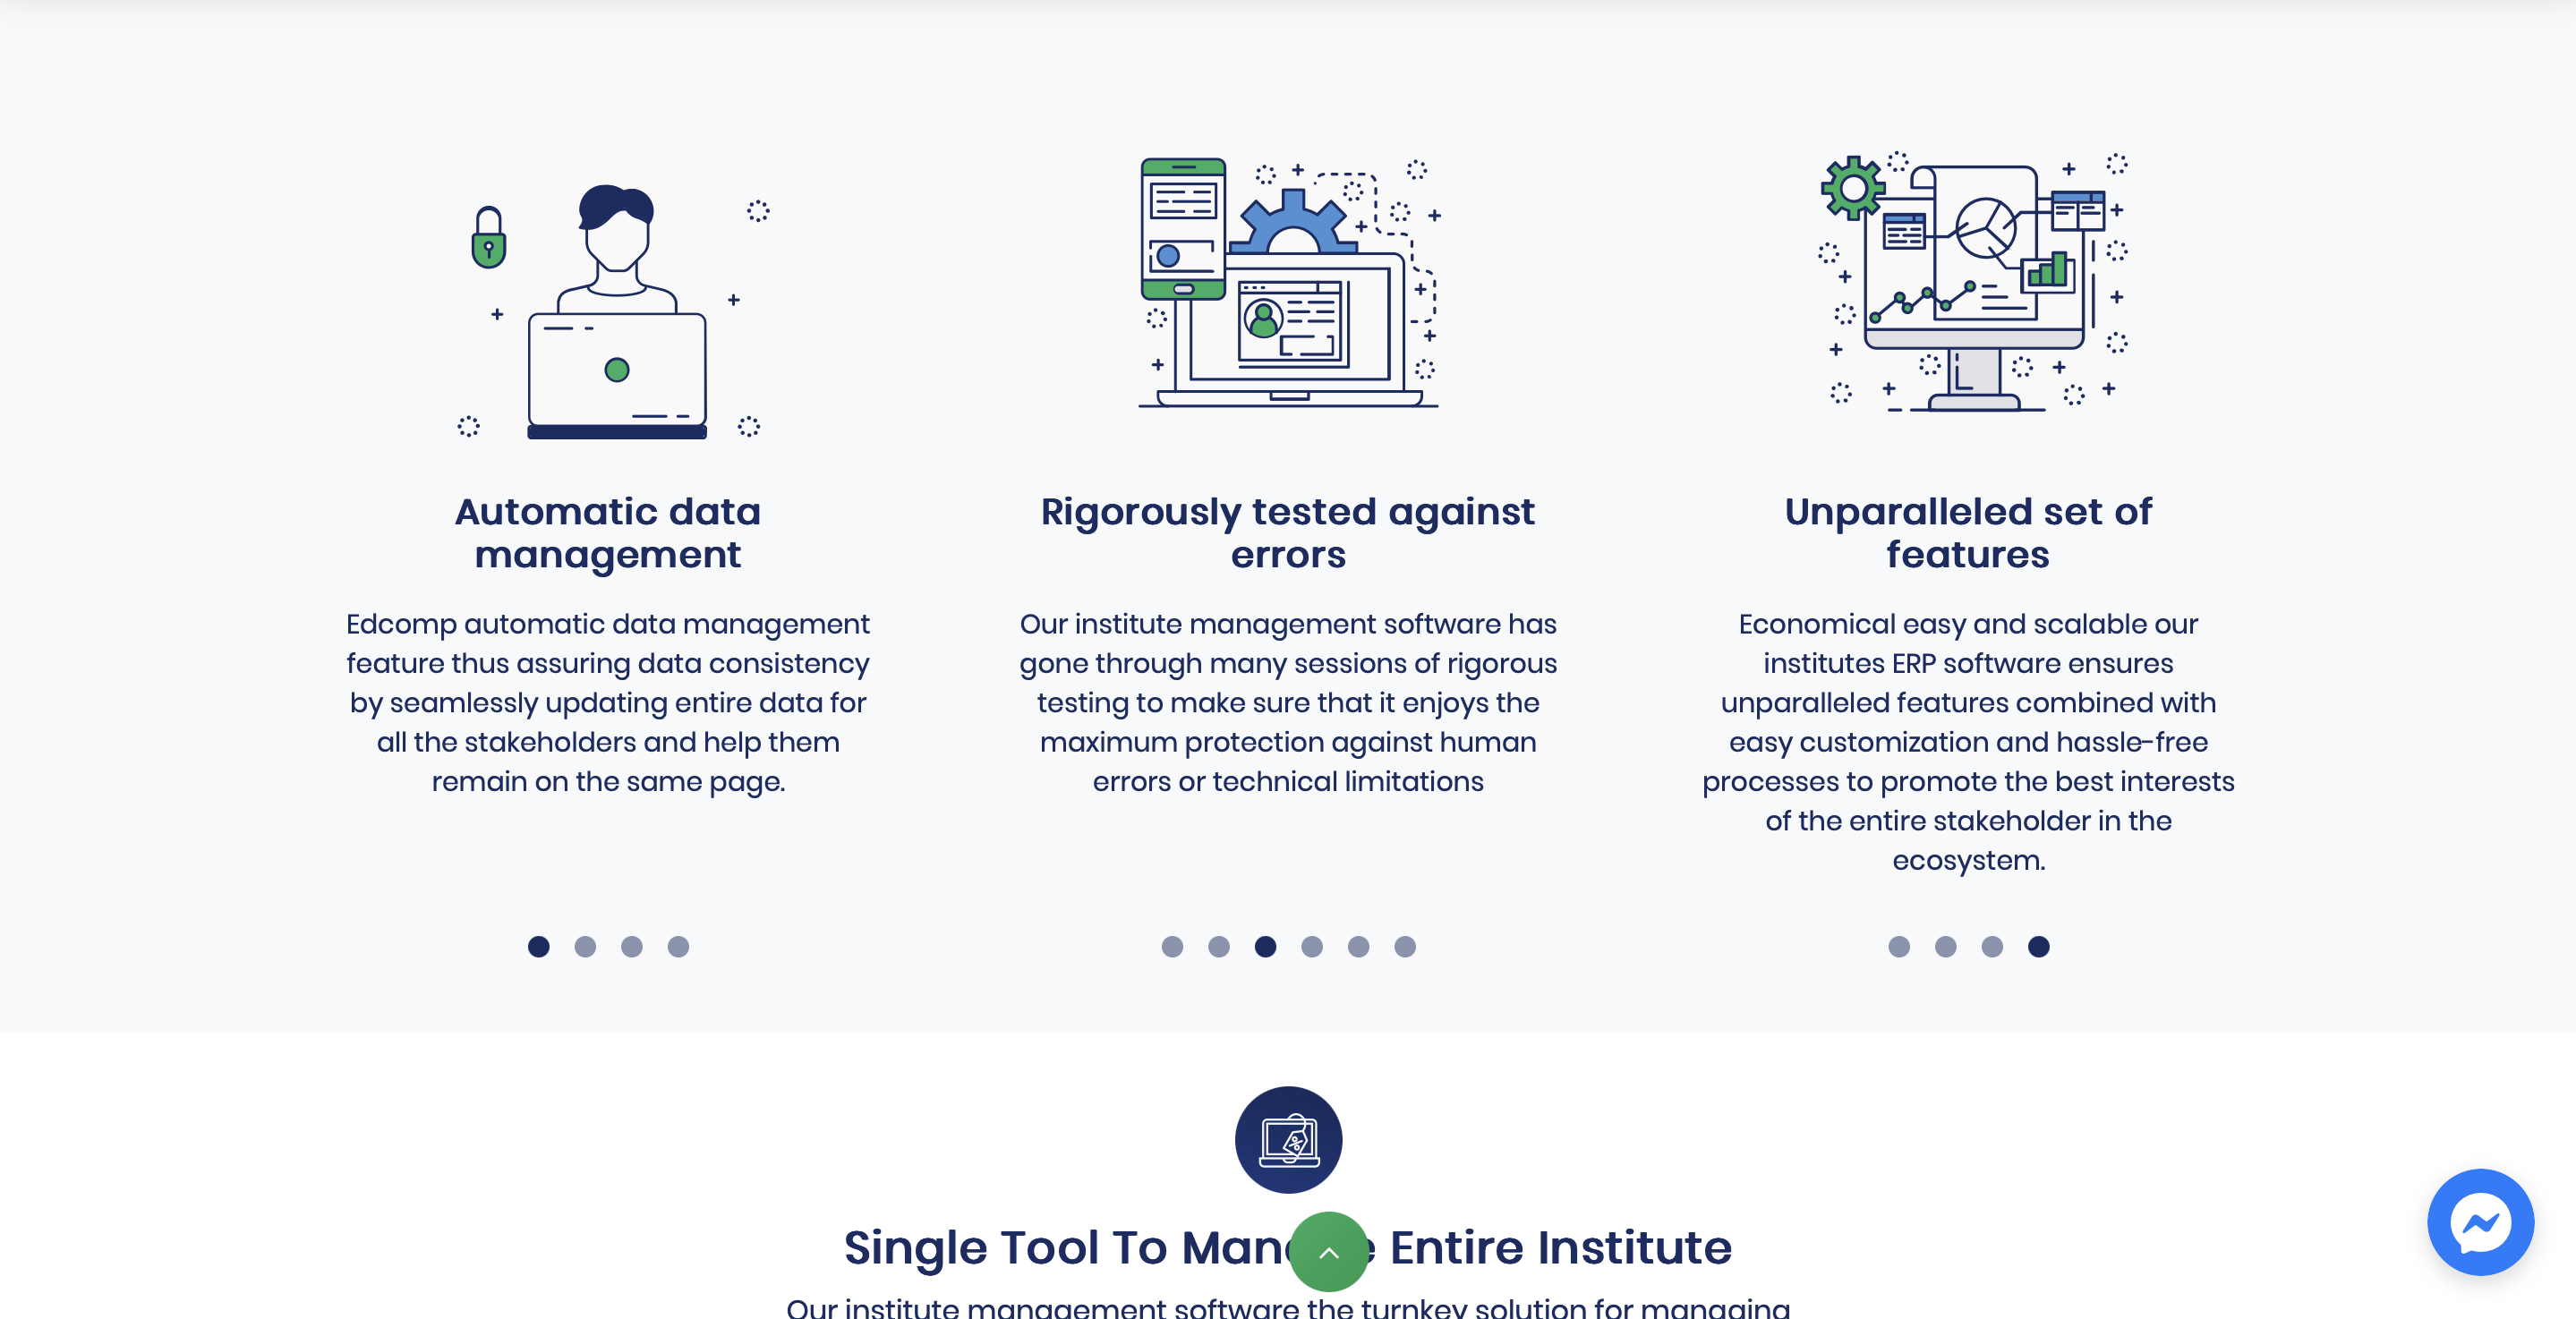 Automatic data
management
Edcomp automatic data management
feature thus assuring data consistency
by seamlessly updating entire data for
all the stakeholders and help them
remain on the same page.
Rigorously tested against
errors
Our institute management software has
gone through many sessions of rigorous
testing to make sure that it enjoys the
maximum protection against human
errors or technical limitations
Unparalleled set of
features
Economical easy and scalable our
institutes ERP software ensures
unparalleled features combined with
easy customization and hassle-free
processes to promote the best interests
of the entire stakeholder in the
ecosystem.
Single Tool To Entire Institute
Our institute management software the turnkey solution for managing